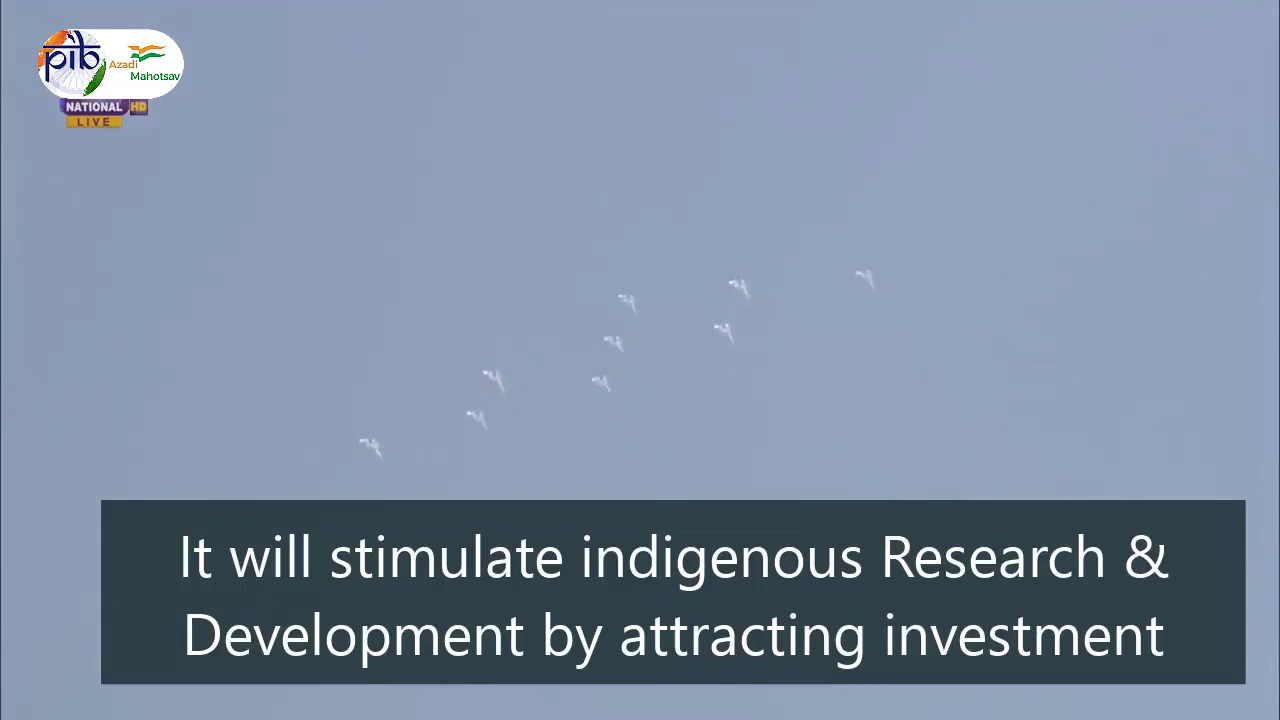 pib
Azadi
Mahotsav
NATIONAL HD
LIVE
It will stimulate indigenous Research &
Development by attracting investment